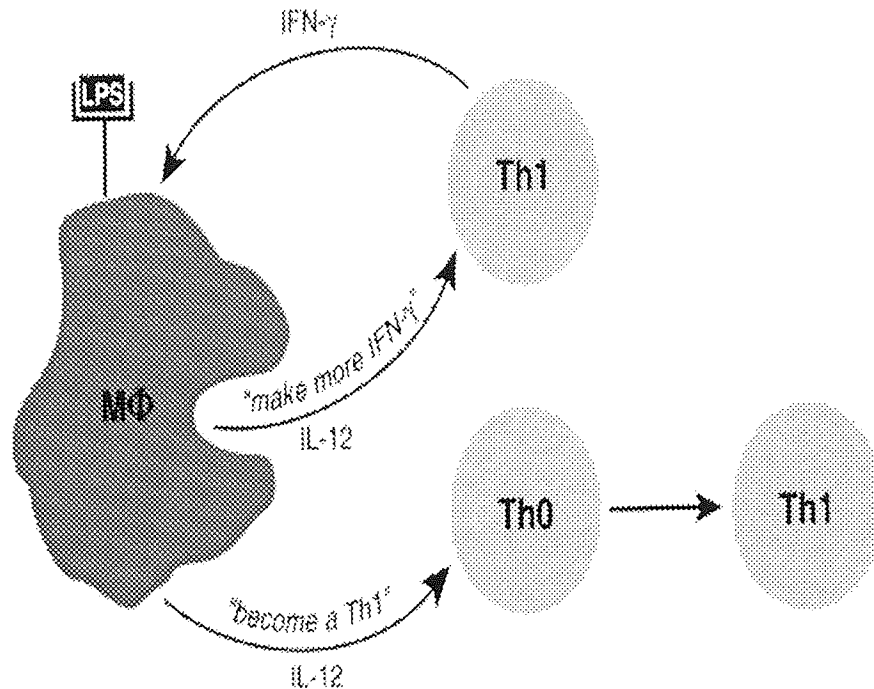 IFN-γ
LPS
Th1
"make more IFN-γ"
MΦ
IL-12
Th0
Th1
"become a Th1"
IL-12